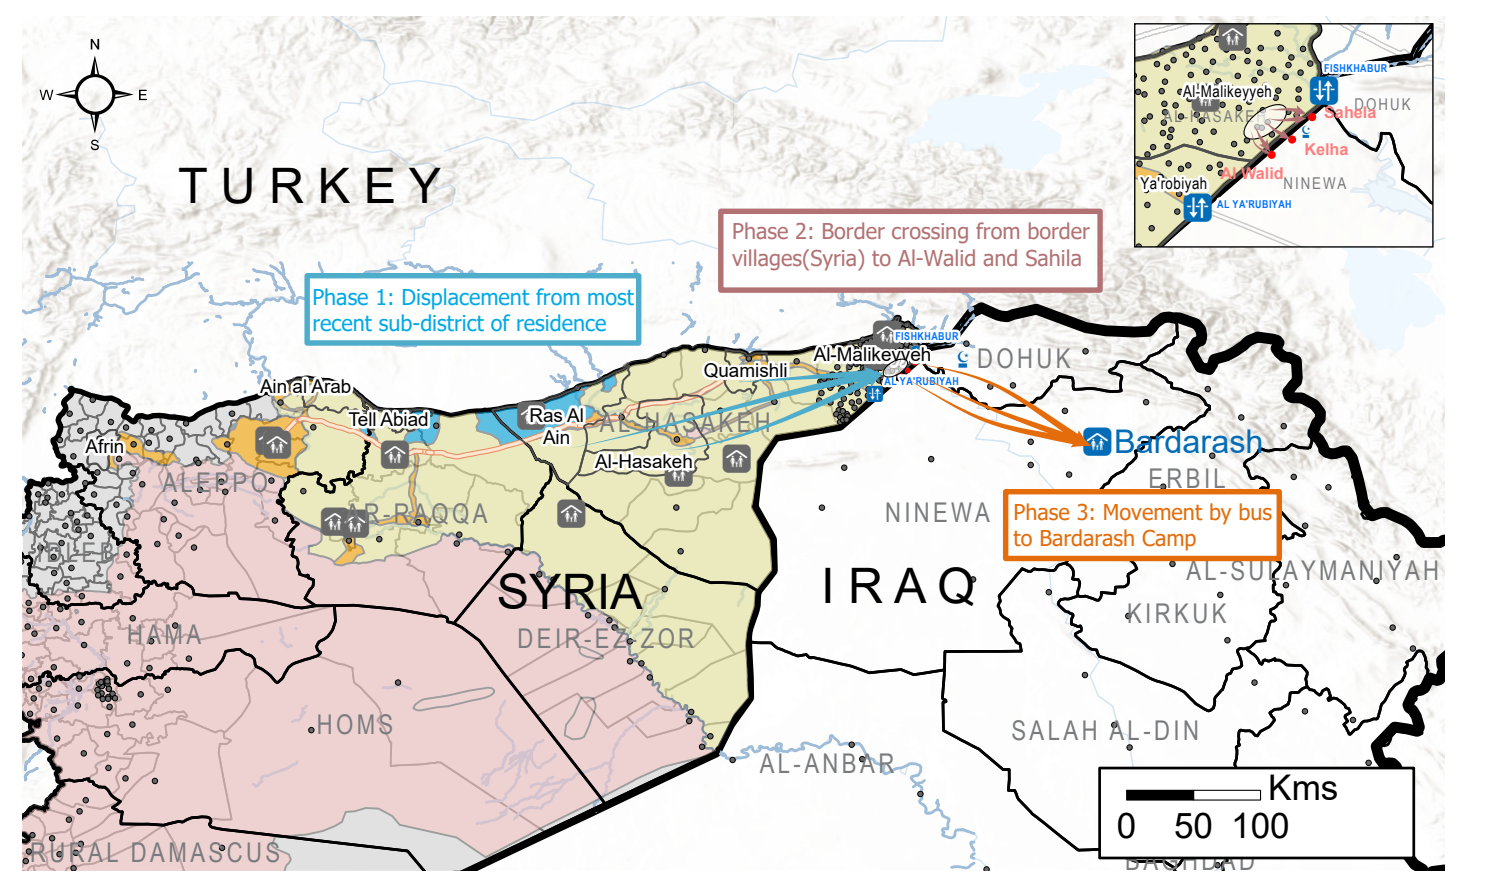 N
W
E
S
TURKEY
FISHKHABUR
Al-Malikeyyeh
DOHUK
AL-HASAKEH
Sahela
Kelha
Al Walid
NINEWA
Ya'robiyah
AL YA'RUBIYAH
Phase 2: Border crossing from border
villages(Syria) to Al-Walid and Sahila
Phase 1: Displacement from most
recent sub-district of residence
FISHKHABUR
Al-Malikeyyeh
DOHUK
Quamishli
AL YA'RUBIYAH
Ain al Arab
Tell Abiad
Ras Al
Ain
AL-HASAKEH
Afrin
Bardarash
Al-Hasakeh
ERBIL
ALEPPO
AR-RAQQA
NINEWA
Phase 3: Movement by bus
to Bardarash Camp
SYRIA
IRAQ
AL-SULAYMANIYAH
KIRKUK
HAMA
DEIR-EZ-ZOR
HOMS
SALAH AL-DIN
AL-ANBAR
Kms
0 50 100
RURAL DAMASCUS
BAGHDAD